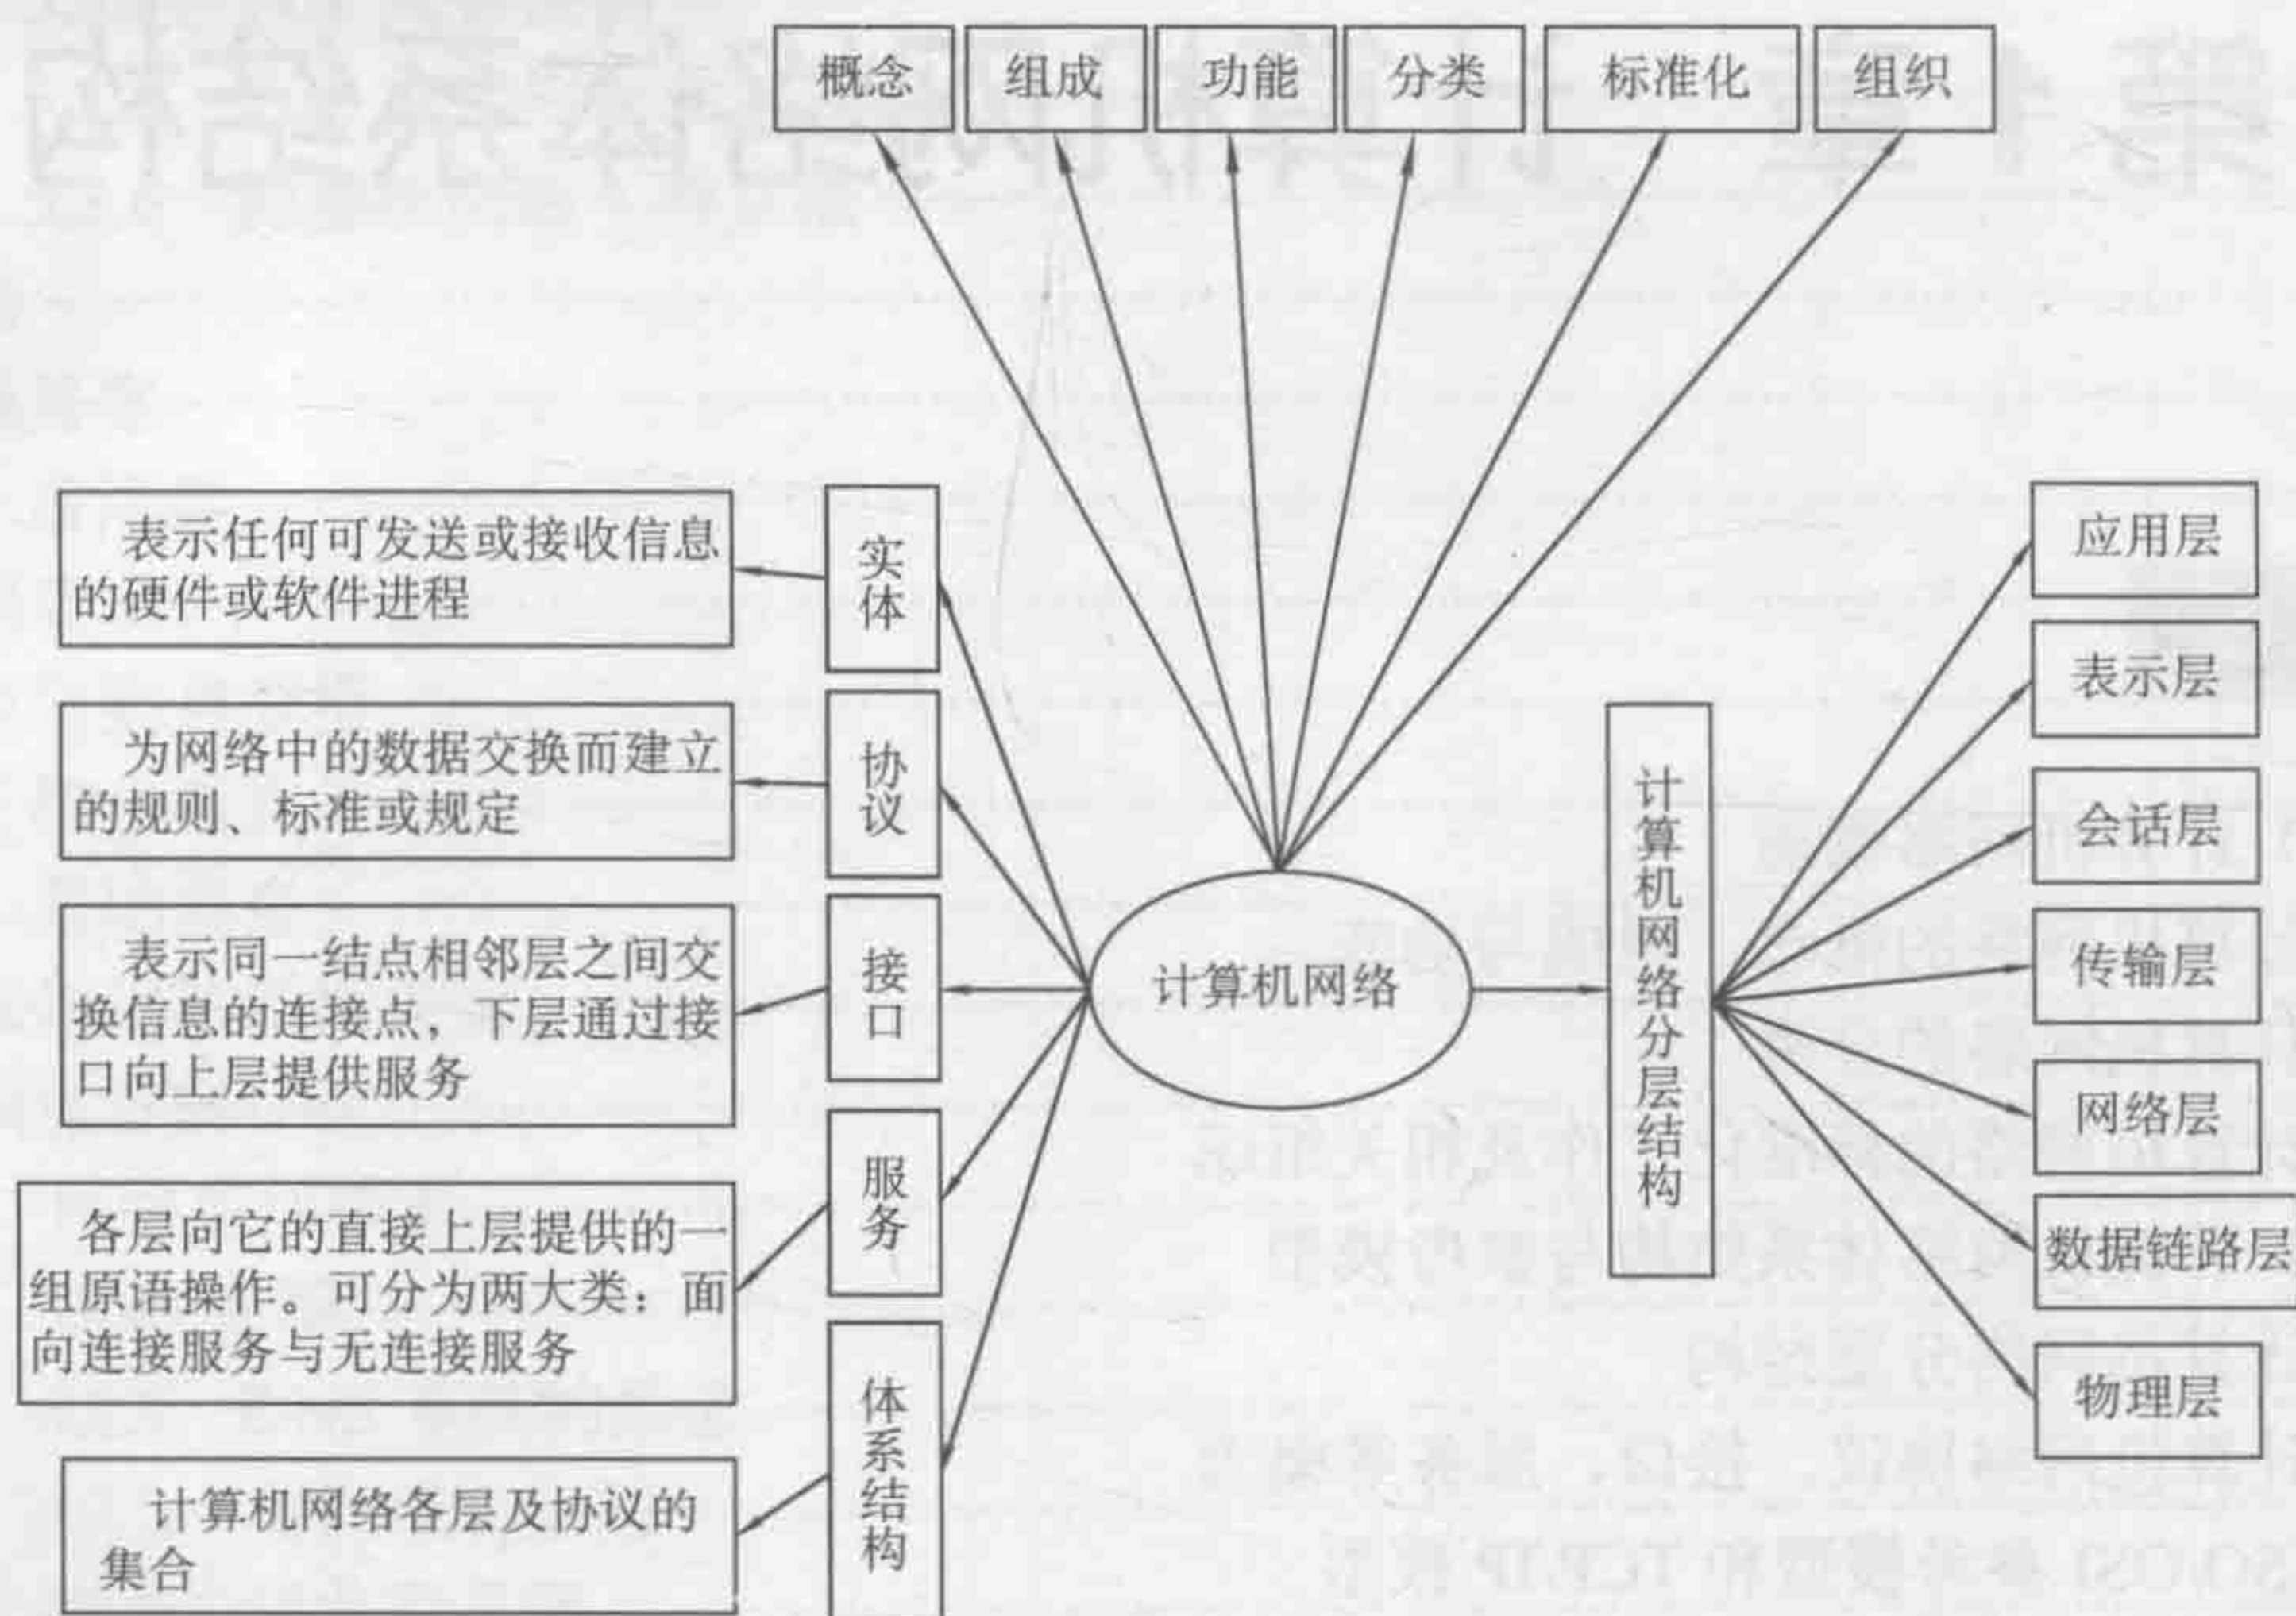 概念
组成
功能
分类
标准化
组织
表示任何可发送或接收信息
的硬件或软件进程
实体
为网络中的数据交换而建立
的规则、标准或规定
协议
表示同一结点相邻层之间交
换信息的连接点，下层通过接
口向上层提供服务
接口
各层向它的直接上层提供的一
组原语操作。可分为两大类：面
向连接服务与无连接服务
服务
计算机网络各层及协议的
集合
体系结构
计算机网络
计算机网络分层结构
应用层
表示层
会话层
传输层
网络层
数据链路层
物理层